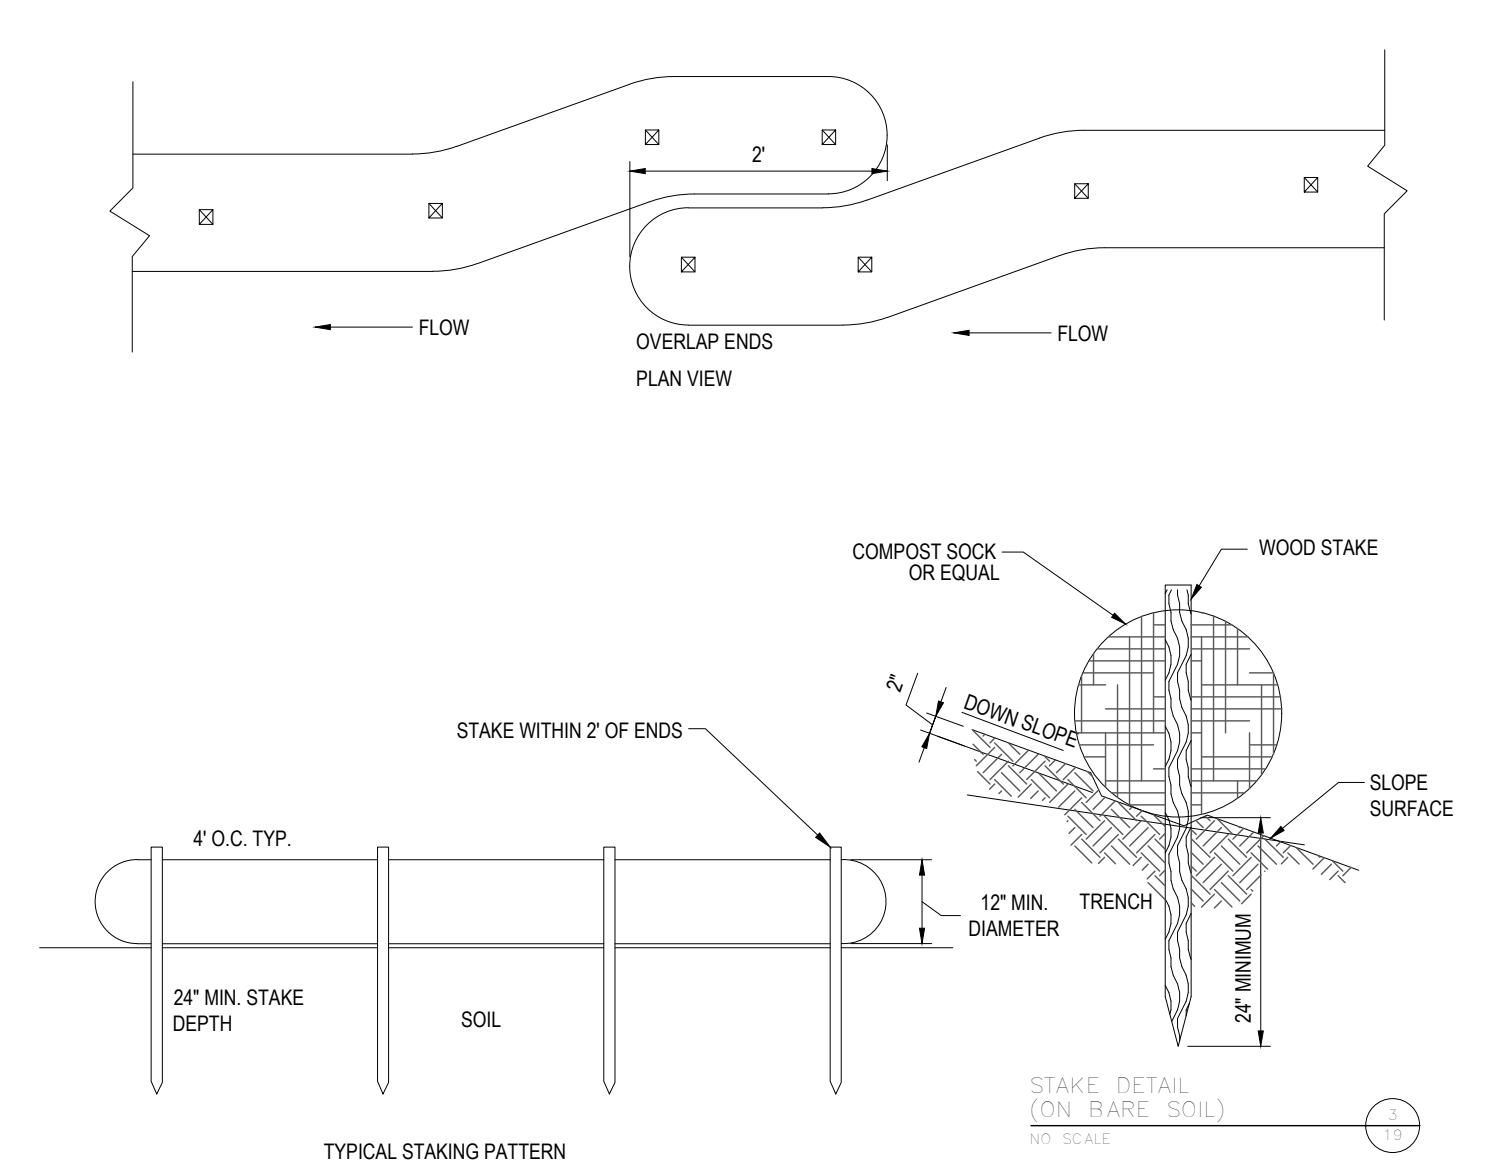 2'
FLOW
FLOW
OVERLAP ENDS
PLAN VIEW
COMPOST SOCK
OR EQUAL
WOOD STAKE
2"
DOWN SLOPE
STAKE WITHIN 2' OF ENDS
SLOPE
SURFACE
4' O.C. TYP.
12" MIN.
DIAMETER
TRENCH
24" MINIMUM
24" MIN. STAKE
DEPTH
SOIL
STAKE DETAIL
(ON BARE SOIL)
NO SCALE
3
19
TYPICAL STAKING PATTERN